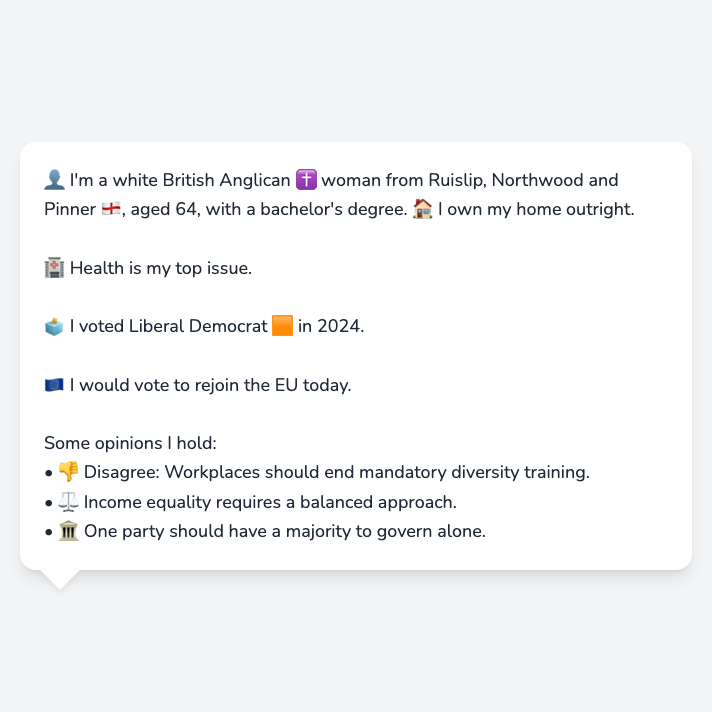 👤 I'm a white British Anglican ✝️ woman from Ruislip, Northwood and
Pinner 🏴󠁧󠁢󠁥󠁮󠁧󠁿, aged 64, with a bachelor's degree. 🏠 I own my home outright.
🏥 Health is my top issue.
🗳️ I voted Liberal Democrat 🟧 in 2024.
🇪🇺 I would vote to rejoin the EU today.
Some opinions I hold:
• 👎 Disagree: Workplaces should end mandatory diversity training.
• ⚖️ Income equality requires a balanced approach.
• 🏛️ One party should have a majority to govern alone.